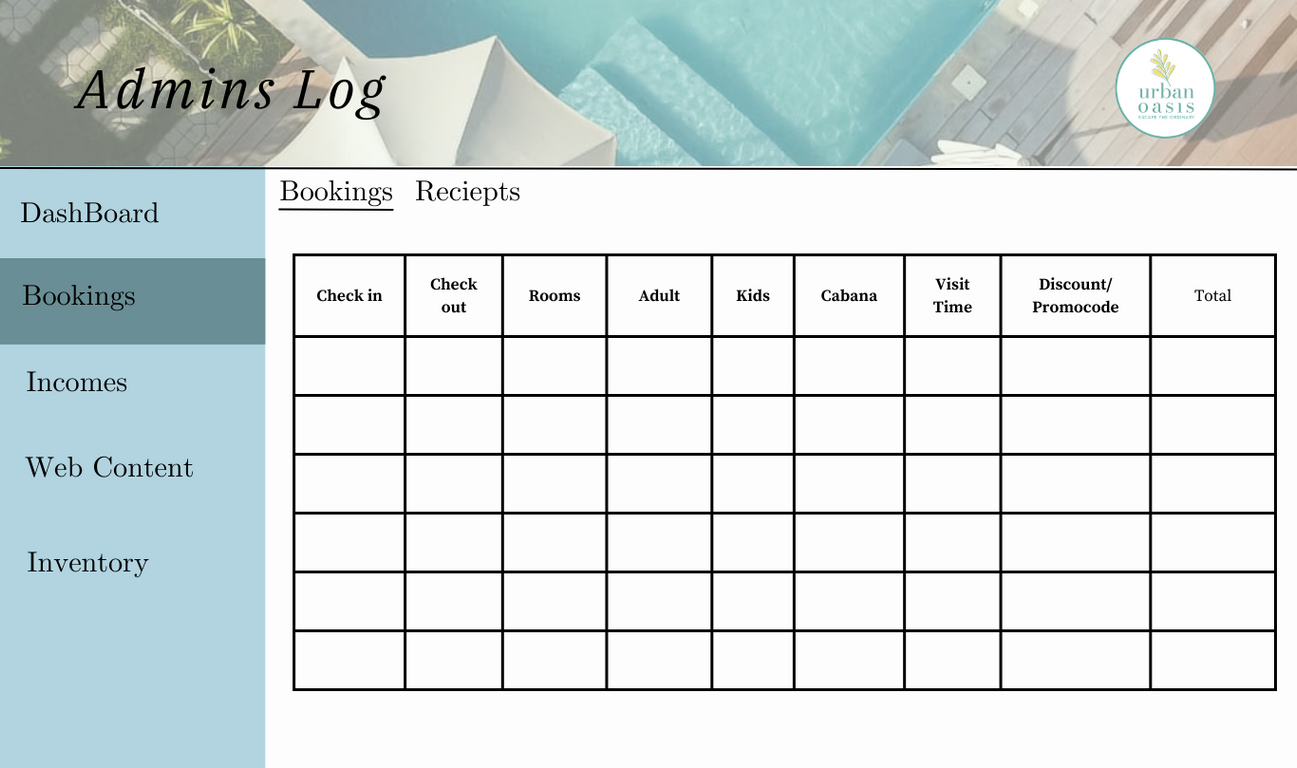 Admins Log
urban
oasis
ESCAPE THE ORDINARY
DashBoard
Bookings
Incomes
Web Content
Inventory
Bookings Reciepts
Check in
Check
out
Rooms
Adult
Kids
Cabana
Visit
Time
Discount/
Promocode
Total